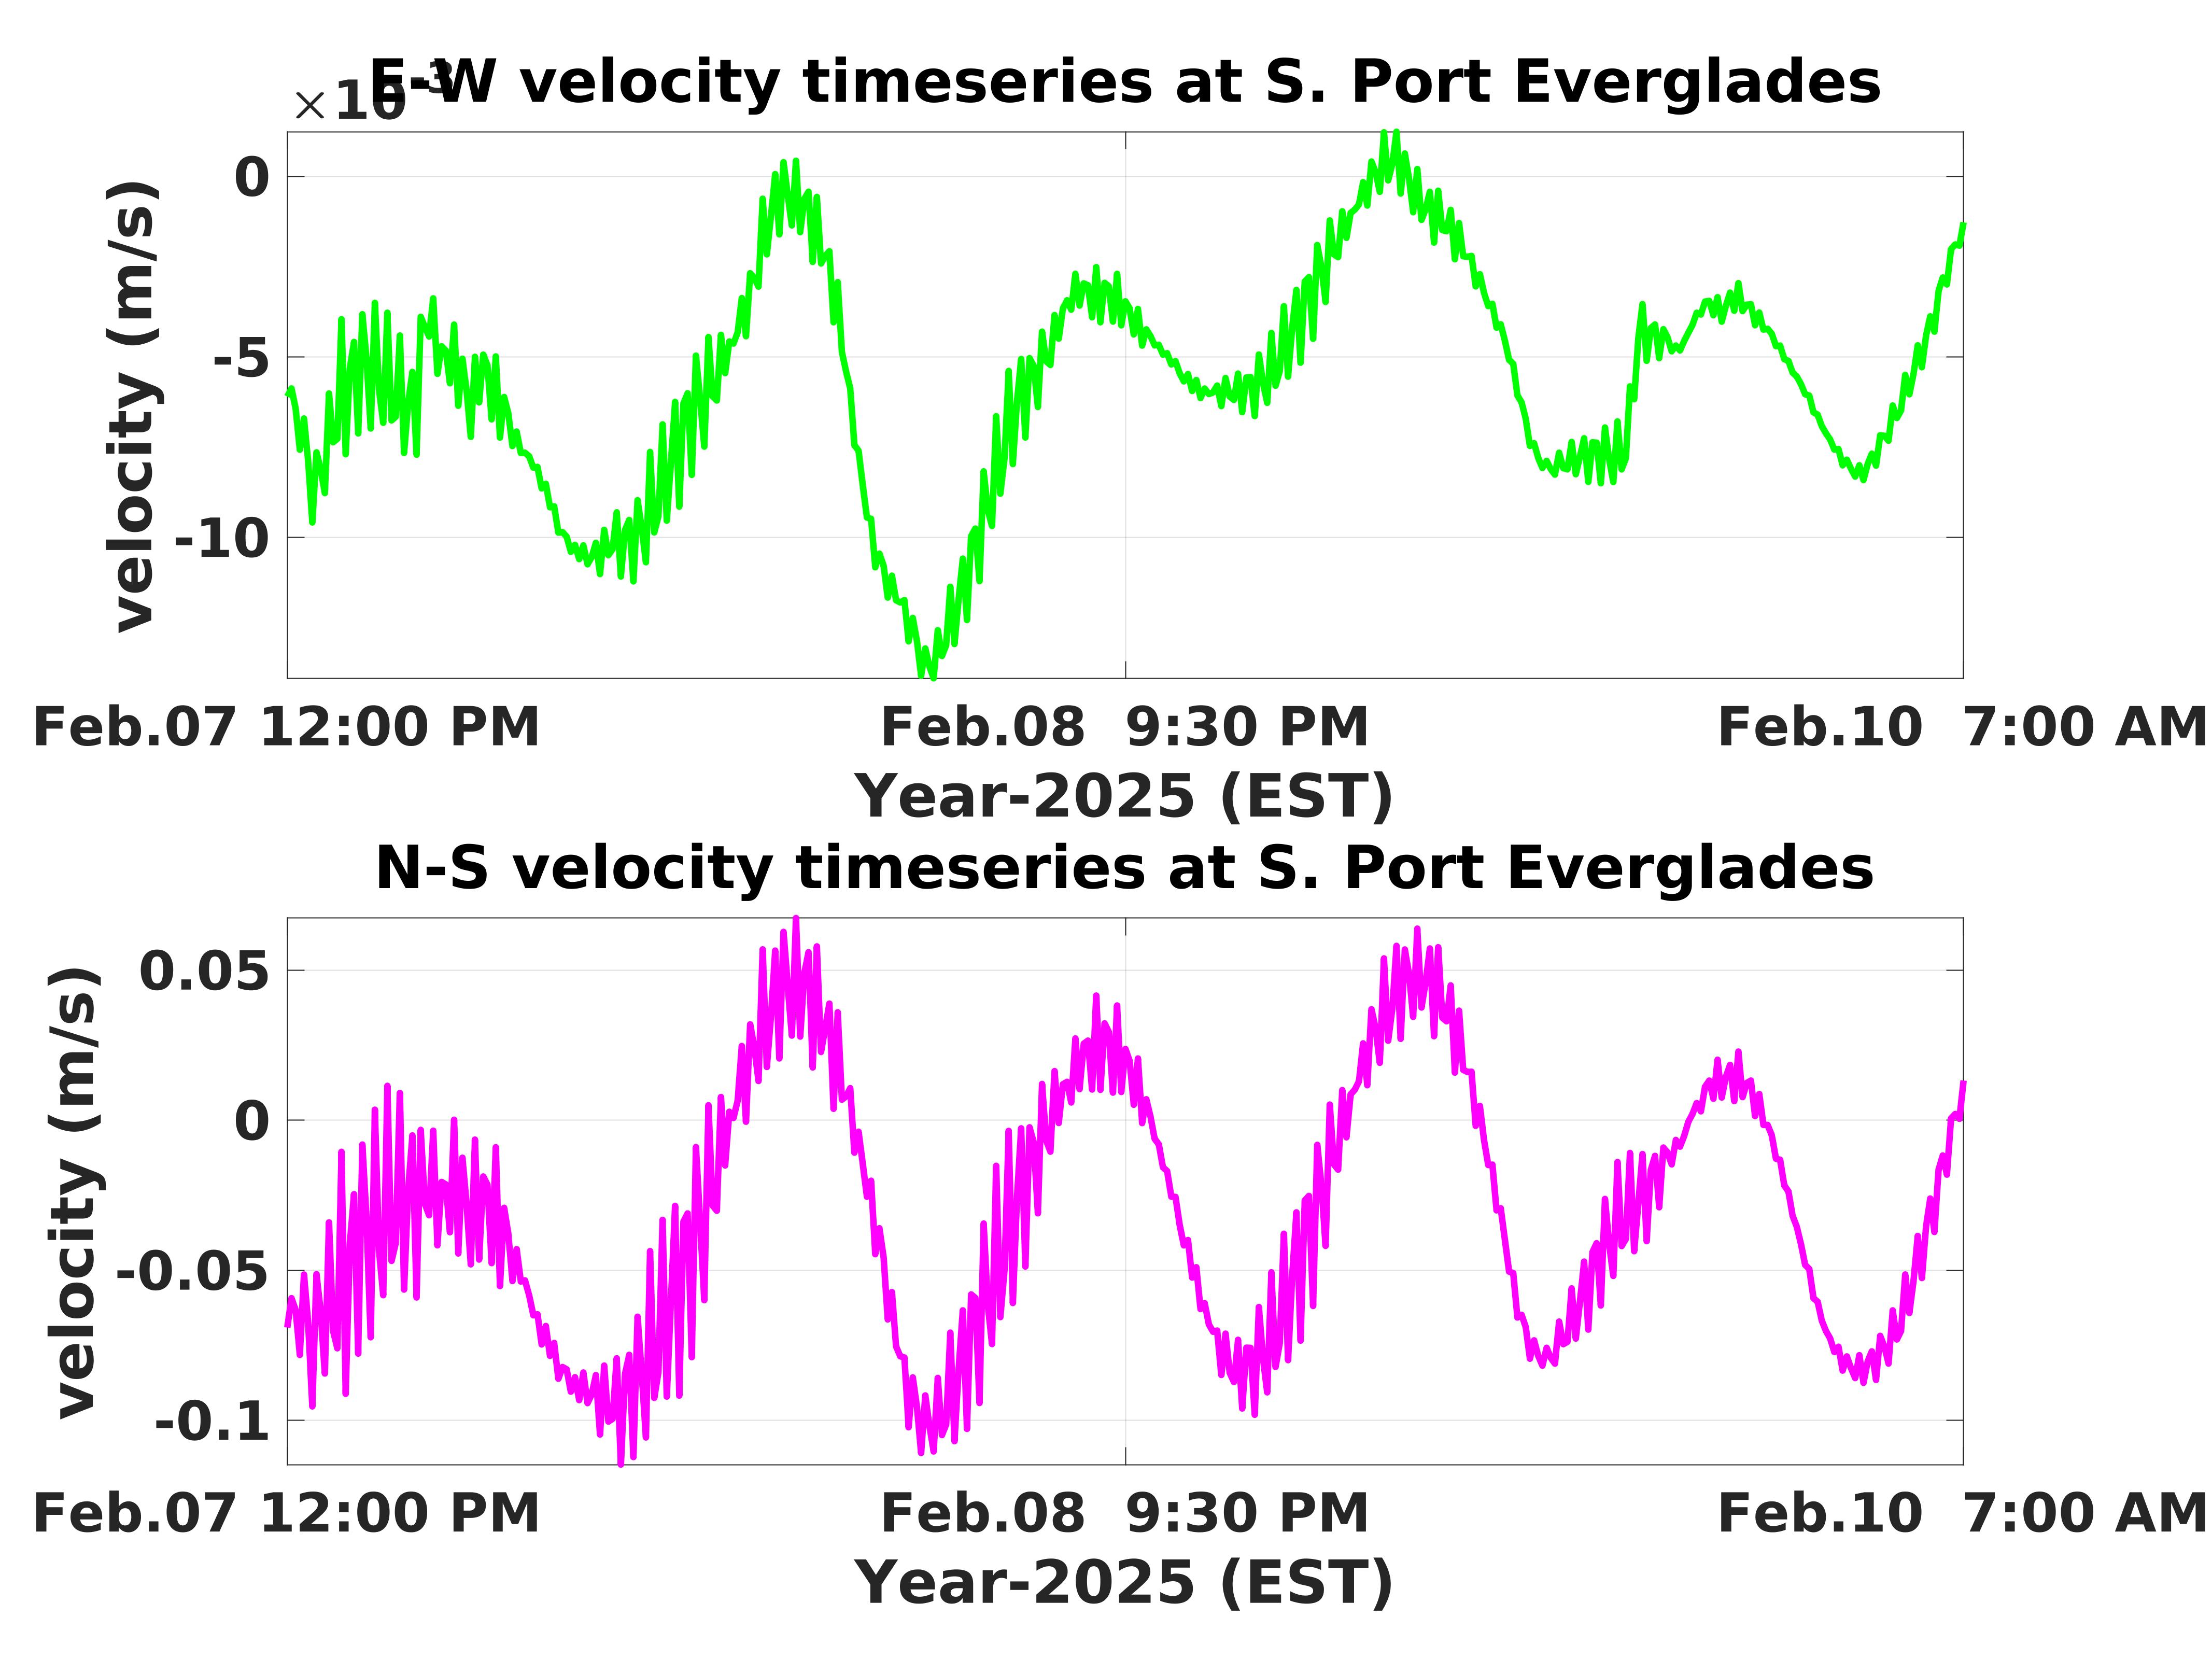 E-W velocity timeseries at S. Port Everglades
×10-3
velocity (m/s)
0
-5
-10
Feb.07 12:00 PM
Feb.08  9:30 PM
Feb.10  7:00 AM
Year-2025 (EST)
N-S velocity timeseries at S. Port Everglades
velocity (m/s)
0.05
0
-0.05
-0.1
Feb.07 12:00 PM
Feb.08  9:30 PM
Feb.10  7:00 AM
Year-2025 (EST)